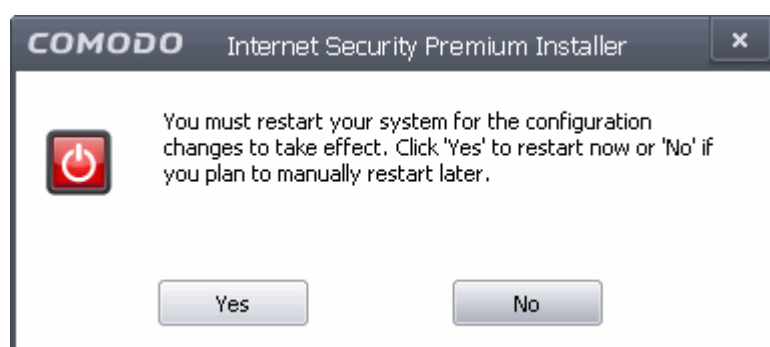 COMODO Internet Security Premium Installer
You must restart your system for the configuration
changes to take effect. Click 'Yes' to restart now or 'No' if
you plan to manually restart later.
Yes No